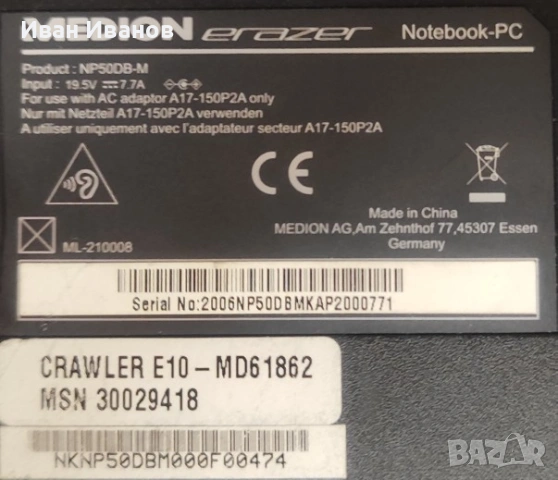 Иван Иванов
MEDION erazer Notebook-PC
Product : NP50DB-M
Input : 19.5V 7.7A
For use with AC adaptor A17-150P2A only
Nur mit Netzteil A17-150P2A verwenden
A utiliser uniquement avec l'adaptateur secteur A17-150P2A
CE
ML-210008
Made in China
MEDION AG,Am Zehnthof 77,45307 Essen
Germany
Serial No:2006NP50DBMKAP2000771
CRAWLER E10-MD61862
MSN 30029418
NKNP50DBM000F00474
bazar